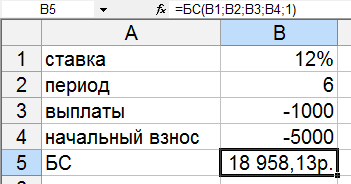 B5 fx =БС(B1;B2;B3;B4;1)
A B
1 ставка 12%
2 период 6
3 выплаты -1000
4 начальный взнос -5000
5 БС 18 958,13р.